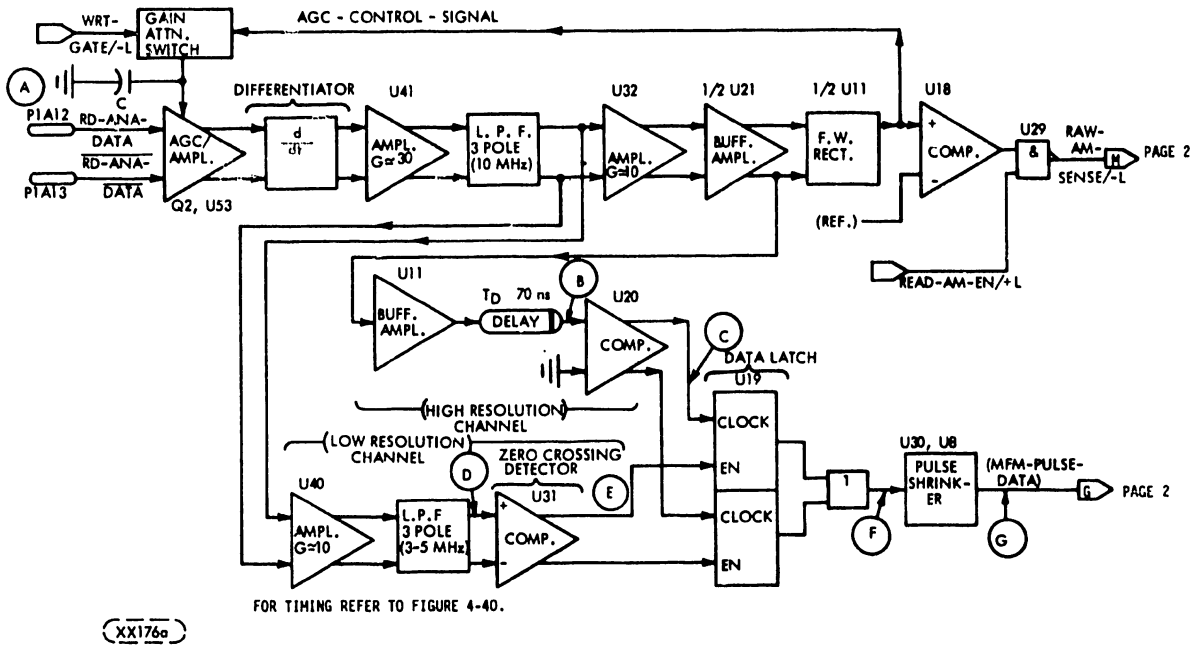 WRT-
GATE/-L
GAIN
ATTN.
SWITCH
AGC - CONTROL - SIGNAL
A
C
P1A12
RD-ANA-
DATA
RD-ANA-
DATA
P1A13
AGC/
AMPL.
Q2, U53
DIFFERENTIATOR
d
dt
U41
AMPL.
G≃30
L. P. F.
3 POLE
(10 MHz)
U32
AMPL.
G≃10
1/2 U21
BUFF.
AMPL.
1/2 U11
F. W.
RECT.
U18
+
COMP.
-
(REF.)
U29
&
RAW-
AM-
SENSE/-L
M
PAGE 2
READ-AM-EN/+L
U11
BUFF.
AMPL.
TD 70 ns
DELAY
B
U20
COMP.
C
DATA LATCH
U19
CLOCK
EN
CLOCK
EN
(HIGH RESOLUTION)
CHANNEL
(LOW RESOLUTION)
CHANNEL
ZERO CROSSING
DETECTOR
D
E
U40
AMPL.
G≃10
L.P.F
3 POLE
(3-5 MHz)
U31
+
COMP.
-
1
F
U30, U8
PULSE
SHRINK-
ER
(MFM-PULSE-
DATA)
G
G
PAGE 2
FOR TIMING REFER TO FIGURE 4-40.
XX176a